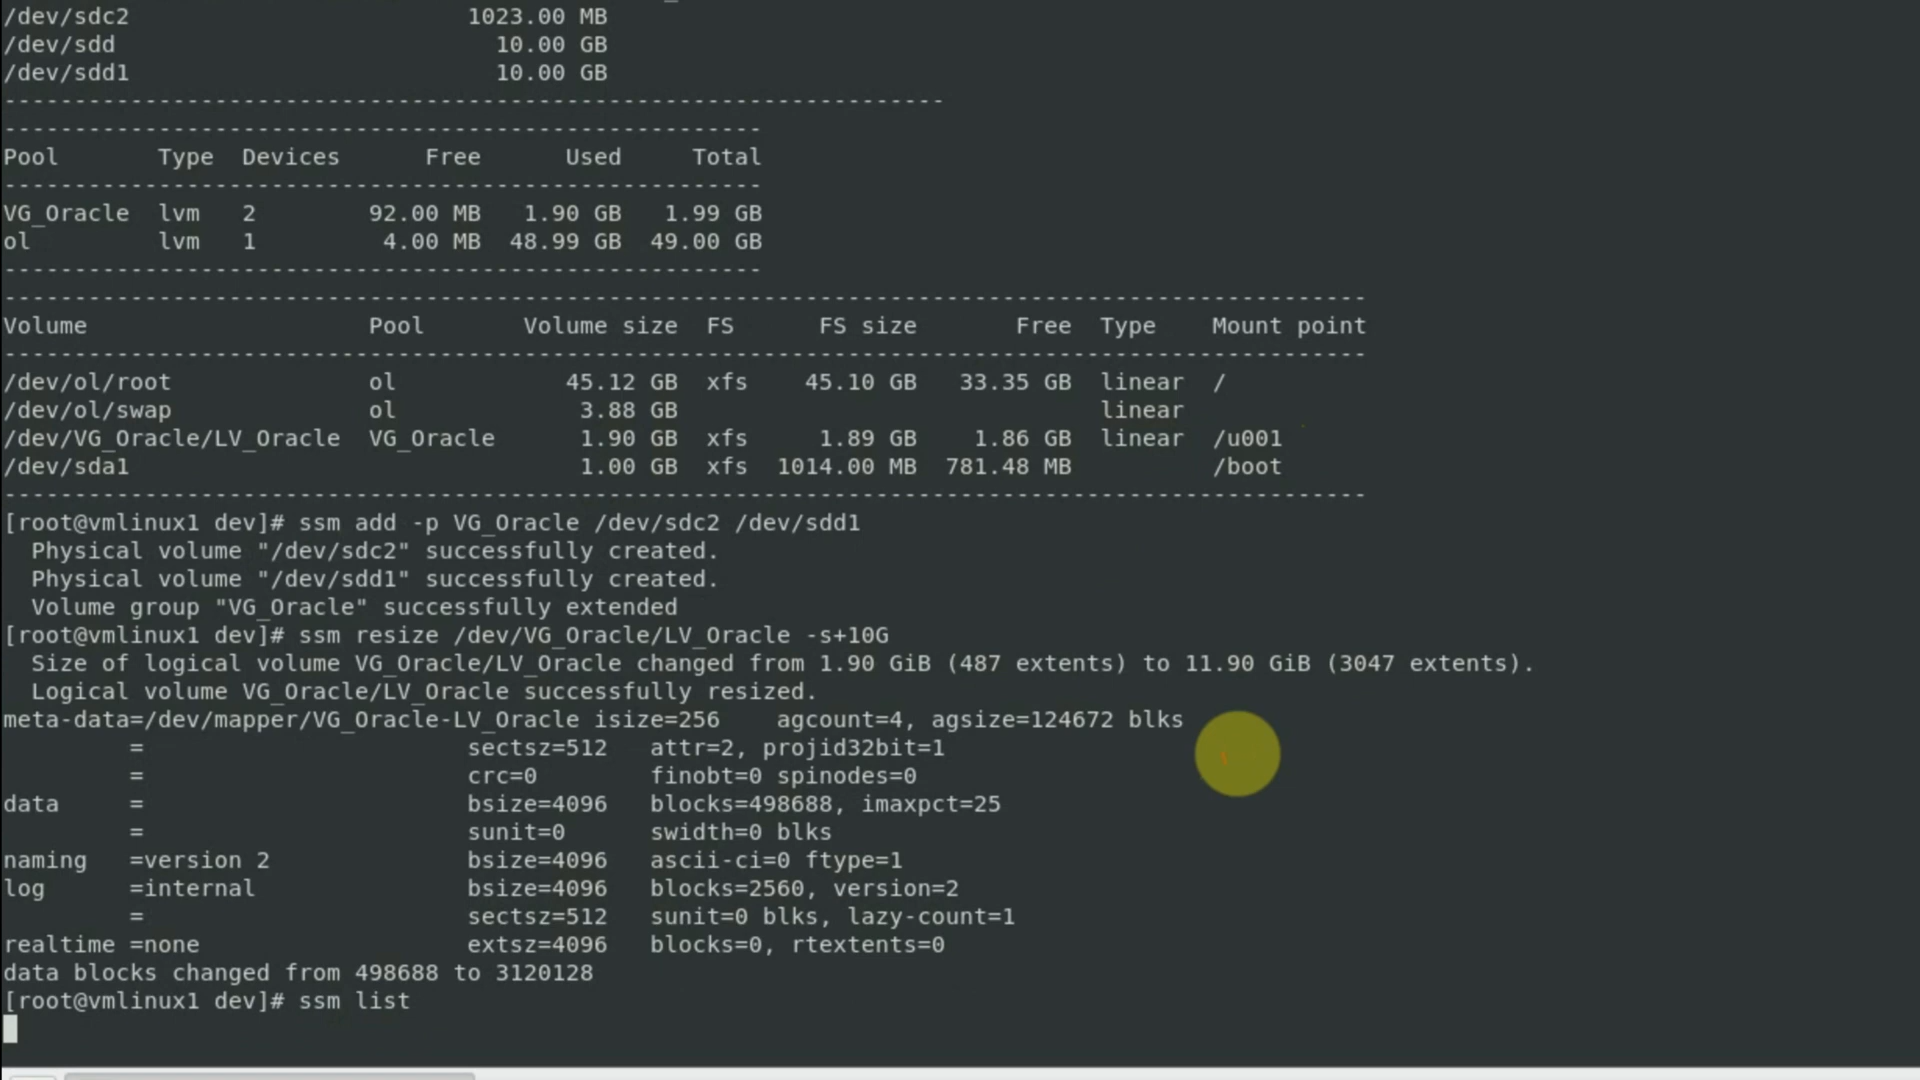 /dev/sdc2                        1023.00 MB
/dev/sdd                           10.00 GB
/dev/sdd1                          10.00 GB
-------------------------------------------------------------------
------------------------------------------------------
Pool       Type  Devices      Free      Used     Total
------------------------------------------------------
VG_Oracle  lvm   2        92.00 MB   1.90 GB   1.99 GB
ol         lvm   1         4.00 MB  48.99 GB  49.00 GB
------------------------------------------------------
-------------------------------------------------------------------------------------------------
Volume                    Pool       Volume size  FS      FS size       Free  Type    Mount point
-------------------------------------------------------------------------------------------------
/dev/ol/root              ol            45.12 GB  xfs    45.10 GB   33.35 GB  linear  /
/dev/ol/swap              ol             3.88 GB                              linear
/dev/VG_Oracle/LV_Oracle  VG_Oracle      1.90 GB  xfs     1.89 GB    1.86 GB  linear  /u001
/dev/sda1                                1.00 GB  xfs  1014.00 MB  781.48 MB          /boot
-------------------------------------------------------------------------------------------------
[root@vmlinux1 dev]# ssm add -p VG_Oracle /dev/sdc2 /dev/sdd1
  Physical volume "/dev/sdc2" successfully created.
  Physical volume "/dev/sdd1" successfully created.
  Volume group "VG_Oracle" successfully extended
[root@vmlinux1 dev]# ssm resize /dev/VG_Oracle/LV_Oracle -s+10G
  Size of logical volume VG_Oracle/LV_Oracle changed from 1.90 GiB (487 extents) to 11.90 GiB (3047 extents).
  Logical volume VG_Oracle/LV_Oracle successfully resized.
meta-data=/dev/mapper/VG_Oracle-LV_Oracle isize=256    agcount=4, agsize=124672 blks
         =                       sectsz=512   attr=2, projid32bit=1
         =                       crc=0        finobt=0 spinodes=0
data     =                       bsize=4096   blocks=498688, imaxpct=25
         =                       sunit=0      swidth=0 blks
naming   =version 2              bsize=4096   ascii-ci=0 ftype=1
log      =internal               bsize=4096   blocks=2560, version=2
         =                       sectsz=512   sunit=0 blks, lazy-count=1
realtime =none                   extsz=4096   blocks=0, rtextents=0
data blocks changed from 498688 to 3120128
[root@vmlinux1 dev]# ssm list